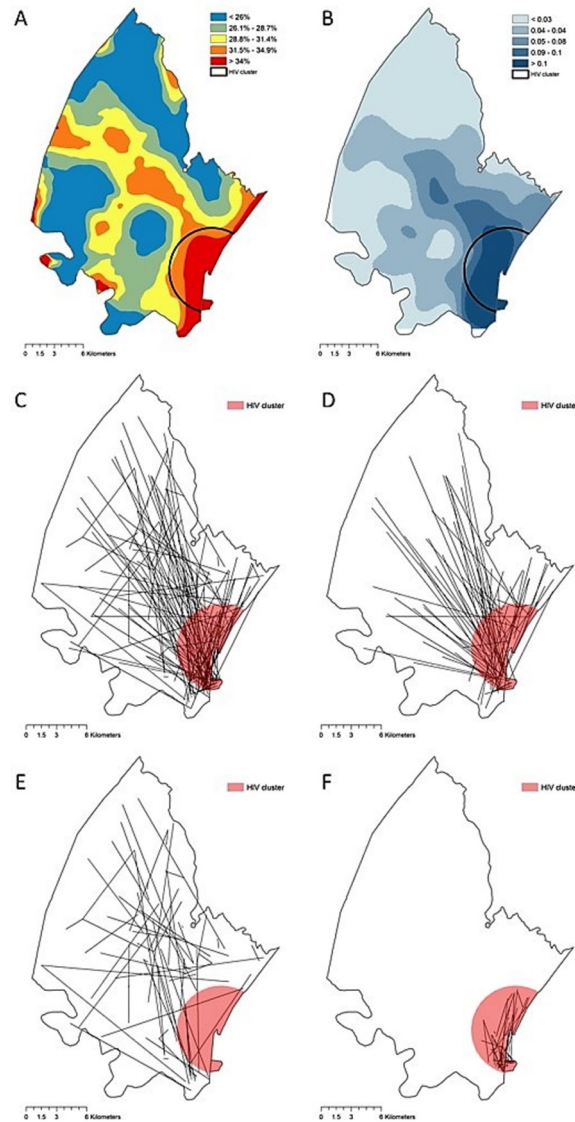 A
< 26%
26.1% - 28.7%
28.8% - 31.4%
31.5% - 34.9%
> 34%
HIV cluster
0 1.5 3 6 Kilometers
B
< 0.03
0.04 - 0.04
0.05 - 0.08
0.09 - 0.1
> 0.1
HIV cluster
0 1.5 3 6 Kilometers
C
HIV cluster
0 1.5 3 6 Kilometers
D
HIV cluster
0 1.5 3 6 Kilometers
E
HIV cluster
0 1.5 3 6 Kilometers
F
HIV cluster
0 1.5 3 6 Kilometers